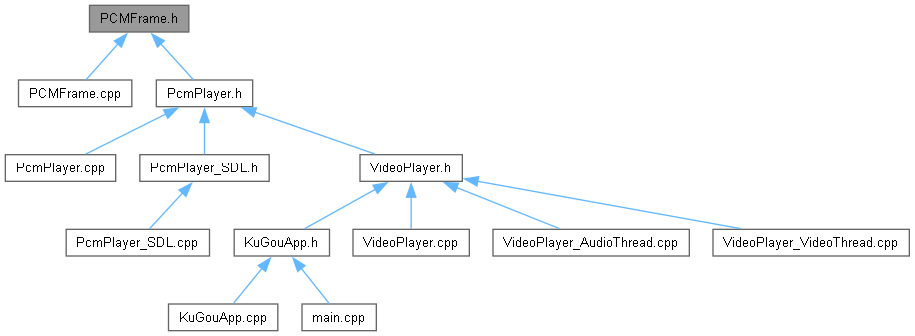 PCMFrame.h
PCMFrame.cpp
PcmPlayer.h
PcmPlayer.cpp
PcmPlayer_SDL.h
VideoPlayer.h
PcmPlayer_SDL.cpp
KuGouApp.h
VideoPlayer.cpp
VideoPlayer_AudioThread.cpp
VideoPlayer_VideoThread.cpp
KuGouApp.cpp
main.cpp